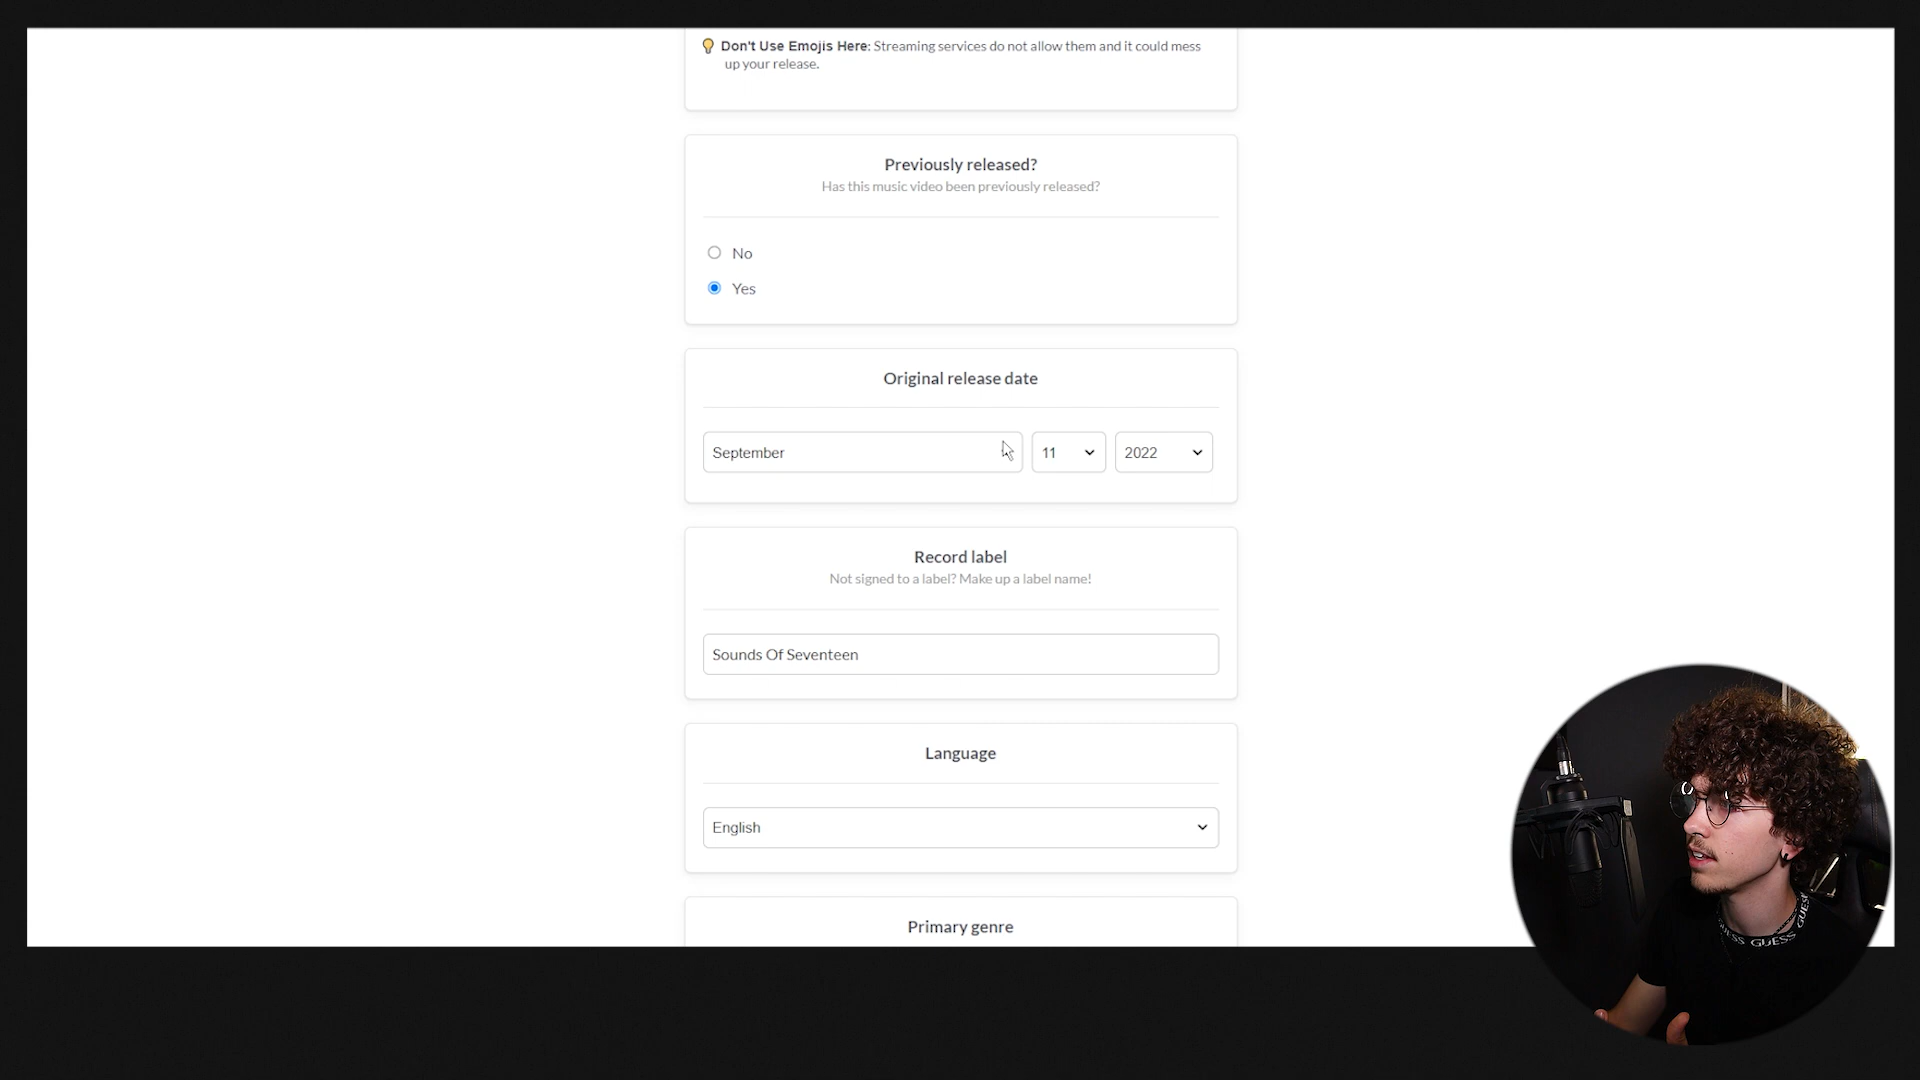 Don't Use Emojis Here: Streaming services do not allow them and it could mess
up your release.
Previously released?
Has this music video been previously released?
No
Yes
Original release date
September 11 2022
Record label
Not signed to a label? Make up a label name!
Sounds Of Seventeen
Language
English
Primary genre
GUESS GUESS